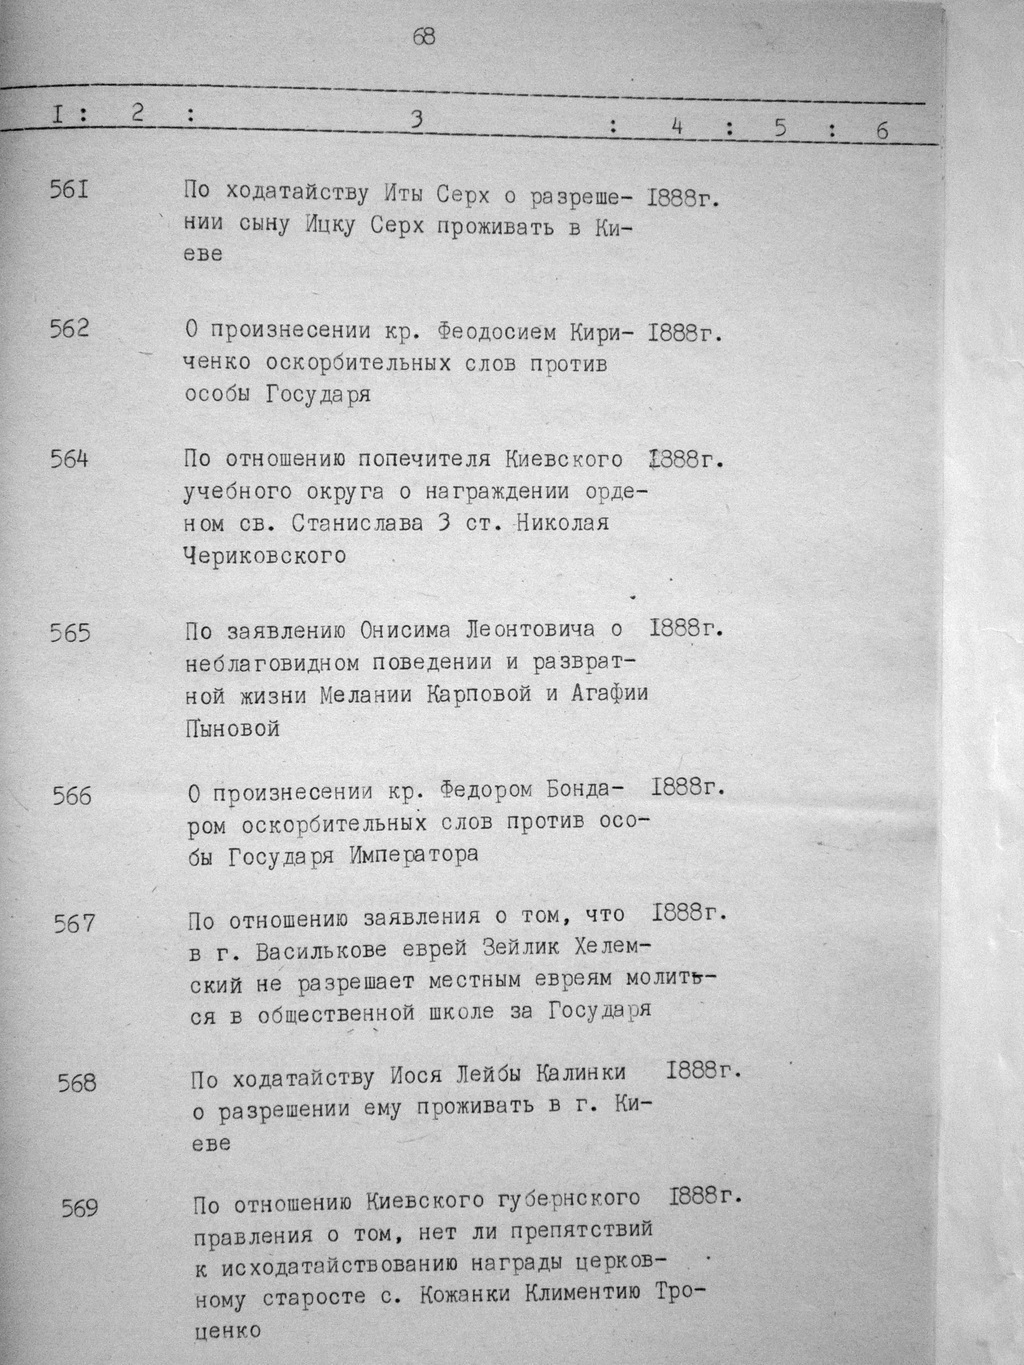 68
I : 2 : 3 : 4 : 5 : 6
561 По ходатайству Иты Серх о разреше- 1888г.
нии сыну Ицку Серх проживать в Ки-
еве
562 О произнесении кр. Феодосием Кири- 1888г.
ченко оскорбительных слов против
особы Государя
564 По отношению попечителя Киевского 1888г.
учебного округа о награждении орде-
ном св. Станислава 3 ст. Николая
Чериковского
565 По заявлению Онисима Леонтовича о 1888г.
неблаговидном поведении и разврат-
ной жизни Мелании Карповой и Агафии
Пыновой
566 О произнесении кр. Федором Бонда- 1888г.
ром оскорбительных слов против осо-
бы Государя Императора
567 По отношению заявления о том, что 1888г.
в г. Василькове еврей Зейлик Хелем-
ский не разрешает местным евреям молить-
ся в общественной школе за Государя
568 По ходатайству Иося Лейбы Калинки 1888г.
о разрешении ему проживать в г. Ки-
еве
569 По отношению Киевского губернского 1888г.
правления о том, нет ли препятствий
к исходатайствованию награды церков-
ному старосте с. Кожанки Климентию Тро-
ценко